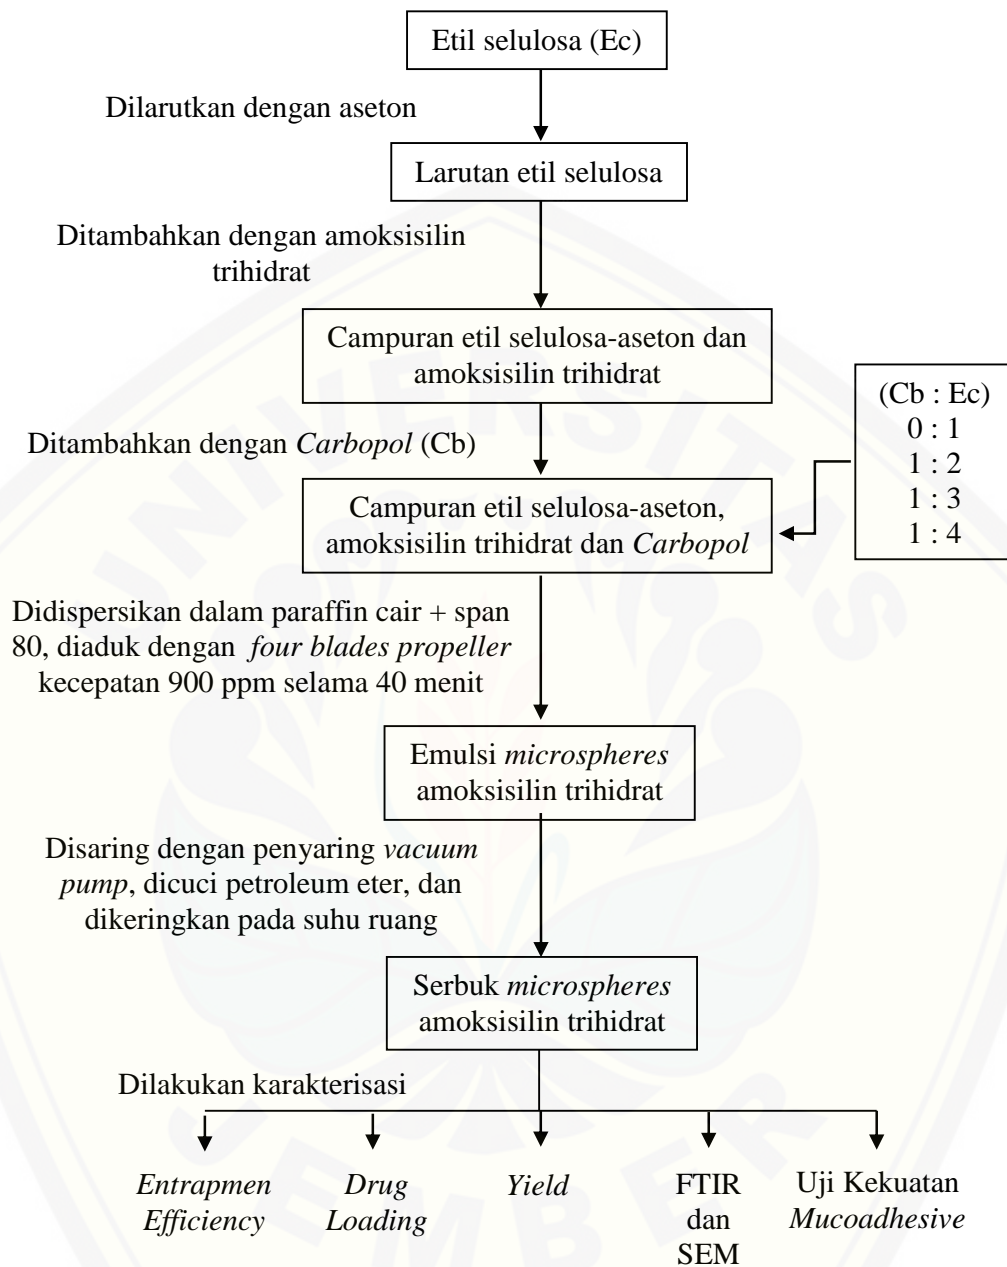 Etil selulosa (Ec)
Dilarutkan dengan aseton
Larutan etil selulosa
Ditambahkan dengan amoksisilin
trihidrat
Campuran etil selulosa-aseton dan
amoksisilin trihidrat
(Cb : Ec)
0 : 1
1 : 2
1 : 3
1 : 4
Ditambahkan dengan Carbopol (Cb)
Campuran etil selulosa-aseton,
amoksisilin trihidrat dan Carbopol
Didispersikan dalam paraffin cair + span
80, diaduk dengan four blades propeller
kecepatan 900 ppm selama 40 menit
Emulsi microspheres
amoksisilin trihidrat
Disaring dengan penyaring vacuum
pump, dicuci petroleum eter, dan
dikeringkan pada suhu ruang
Serbuk microspheres
amoksisilin trihidrat
Dilakukan karakterisasi
Entrapmen
Efficiency
Drug
Loading
Yield
FTIR
dan
SEM
Uji Kekuatan
Mucoadhesive
UNIVERSITAS
JEMBER